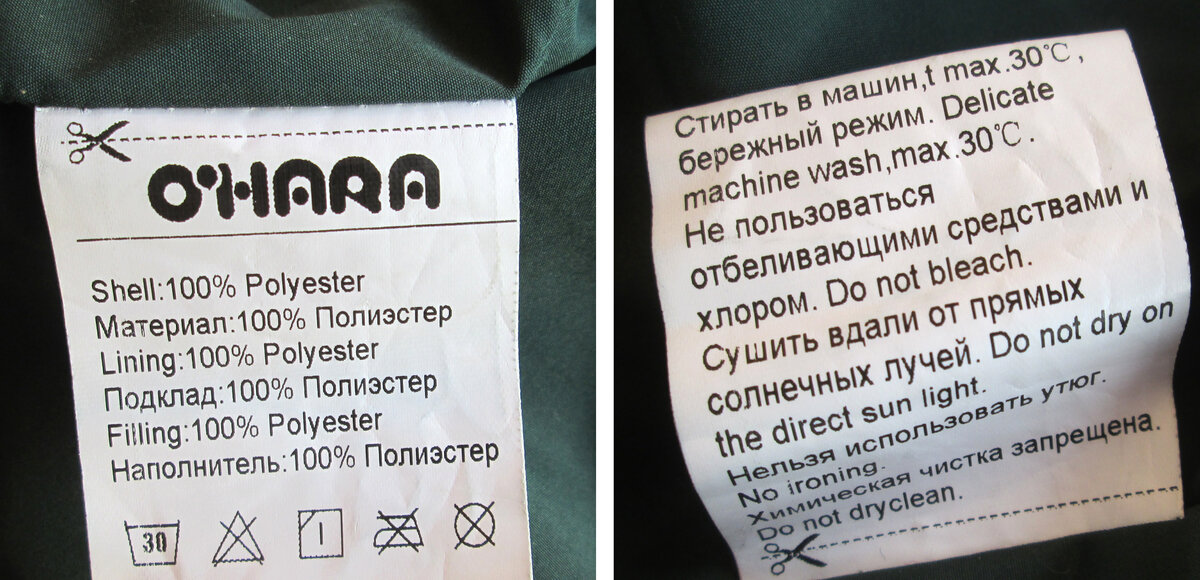 O'HARA
Shell:100% Polyester
Материал:100% Полиэстер
Lining:100% Polyester
Подклад:100% Полиэстер
Filling:100% Polyester
Наполнитель:100% Полиэстер
30
Стирать в машин,t max.30℃,
бережный режим. Delicate
machine wash,max.30℃.
Не пользоваться
отбеливающими средствами и
хлором. Do not bleach.
Сушить вдали от прямых
солнечных лучей. Do not dry on
the direct sun light.
Нельзя использовать утюг.
No ironing.
Химическая чистка запрещена.
Do not dryclean.